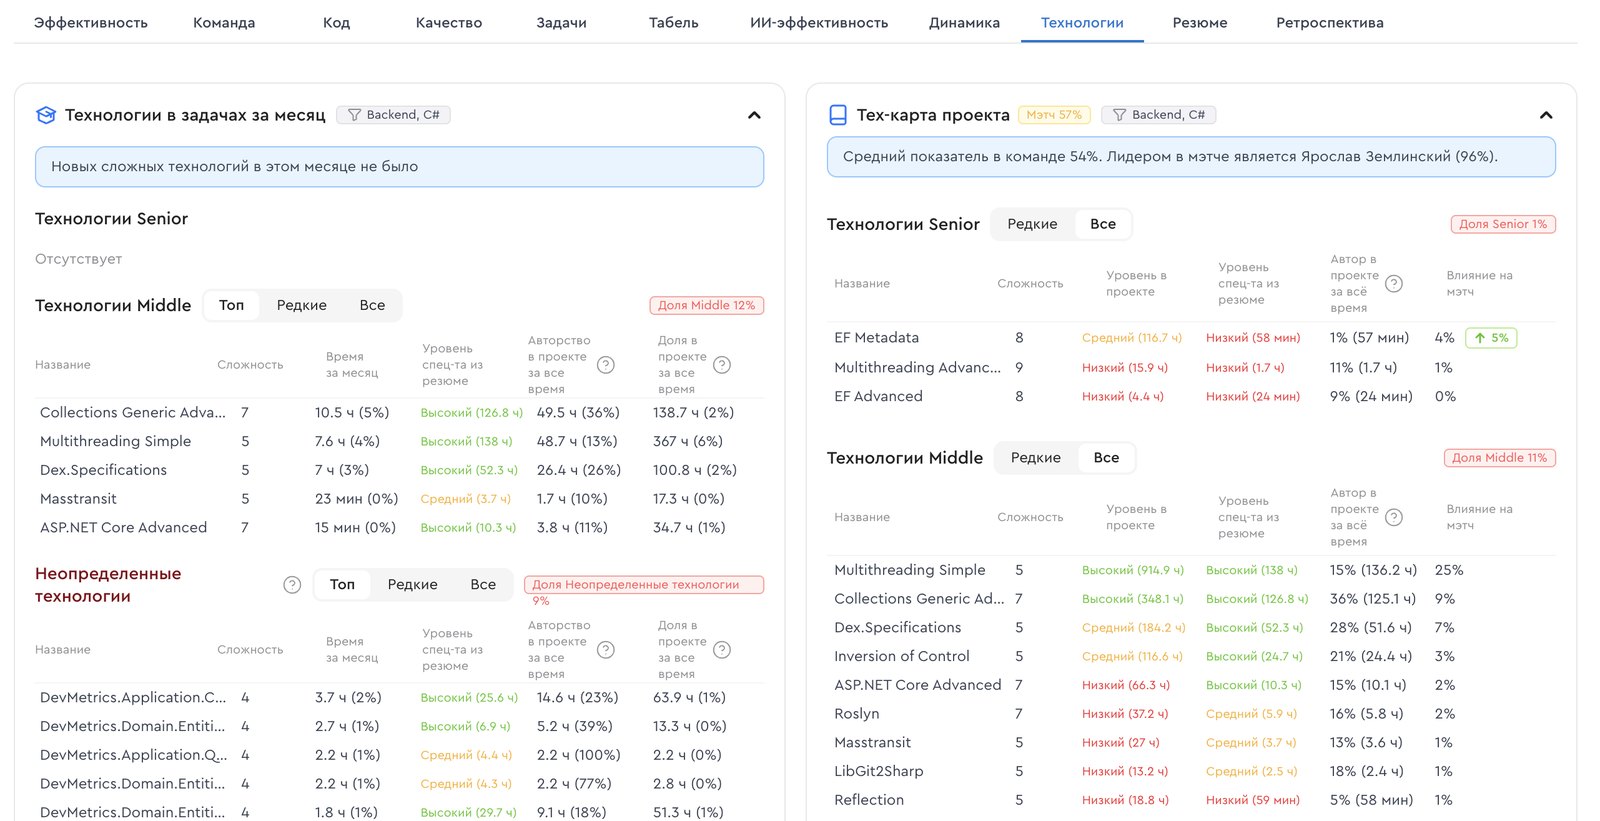 Эффективность Команда Код Качество Задачи Табель ИИ-эффективность Динамика Технологии Резюме Ретроспектива
Технологии в задачах за месяц Backend, C#
Новых сложных технологий в этом месяце не было
Технологии Senior
Отсутствует
Технологии Middle Топ Редкие Все Доля Middle 12%
Название Сложность Время за месяц Уровень спец-та из резюме Авторство в проекте за все время ? Доля в проекте за все время ?
Collections Generic Adva... 7 10.5 ч (5%) Высокий (126.8 ч) 49.5 ч (36%) 138.7 ч (2%)
Multithreading Simple 5 7.6 ч (4%) Высокий (138 ч) 48.7 ч (13%) 367 ч (6%)
Dex.Specifications 5 7 ч (3%) Высокий (52.3 ч) 26.4 ч (26%) 100.8 ч (2%)
Masstransit 5 23 мин (0%) Средний (3.7 ч) 1.7 ч (10%) 17.3 ч (0%)
ASP.NET Core Advanced 7 15 мин (0%) Высокий (10.3 ч) 3.8 ч (11%) 34.7 ч (1%)
Неопределенные технологии ? Топ Редкие Все Доля Неопределенные технологии 9%
Название Сложность Время за месяц Уровень спец-та из резюме Авторство в проекте за все время ? Доля в проекте за все время ?
DevMetrics.Application.C... 4 3.7 ч (2%) Высокий (25.6 ч) 14.6 ч (23%) 63.9 ч (1%)
DevMetrics.Domain.Entiti... 4 2.7 ч (1%) Высокий (6.9 ч) 5.2 ч (39%) 13.3 ч (0%)
DevMetrics.Application.Q... 4 2.2 ч (1%) Средний (4.4 ч) 2.2 ч (100%) 2.2 ч (0%)
DevMetrics.Domain.Entiti... 4 2.2 ч (1%) Средний (4.3 ч) 2.2 ч (77%) 2.8 ч (0%)
DevMetrics.Domain.Entiti... 4 1.8 ч (1%) Высокий (29.7 ч) 9.1 ч (18%) 51.3 ч (1%)
Тех-карта проекта Мэтч 57% Backend, C#
Средний показатель в команде 54%. Лидером в мэтче является Ярослав Землинский (96%).
Технологии Senior Редкие Все Доля Senior 1%
Название Сложность Уровень в проекте Уровень спец-та из резюме Автор в проекте за всё время ? Влияние на мэтч
EF Metadata 8 Средний (116.7 ч) Низкий (58 мин) 1% (57 мин) 4% ↑ 5%
Multithreading Advanc... 9 Низкий (15.9 ч) Низкий (1.7 ч) 11% (1.7 ч) 1%
EF Advanced 8 Низкий (4.4 ч) Низкий (24 мин) 9% (24 мин) 0%
Технологии Middle Редкие Все Доля Middle 11%
Название Сложность Уровень в проекте Уровень спец-та из резюме Автор в проекте за всё время ? Влияние на мэтч
Multithreading Simple 5 Высокий (914.9 ч) Высокий (138 ч) 15% (136.2 ч) 25%
Collections Generic Ad... 7 Высокий (348.1 ч) Высокий (126.8 ч) 36% (125.1 ч) 9%
Dex.Specifications 5 Средний (184.2 ч) Высокий (52.3 ч) 28% (51.6 ч) 7%
Inversion of Control 5 Средний (116.6 ч) Высокий (24.7 ч) 21% (24.4 ч) 3%
ASP.NET Core Advanced 7 Низкий (66.3 ч) Высокий (10.3 ч) 15% (10.1 ч) 2%
Roslyn 7 Низкий (37.2 ч) Средний (5.9 ч) 16% (5.8 ч) 2%
Masstransit 5 Низкий (27 ч) Средний (3.7 ч) 13% (3.6 ч) 1%
LibGit2Sharp 5 Низкий (13.2 ч) Средний (2.5 ч) 18% (2.4 ч) 1%
Reflection 5 Низкий (18.8 ч) Низкий (59 мин) 5% (58 мин) 1%